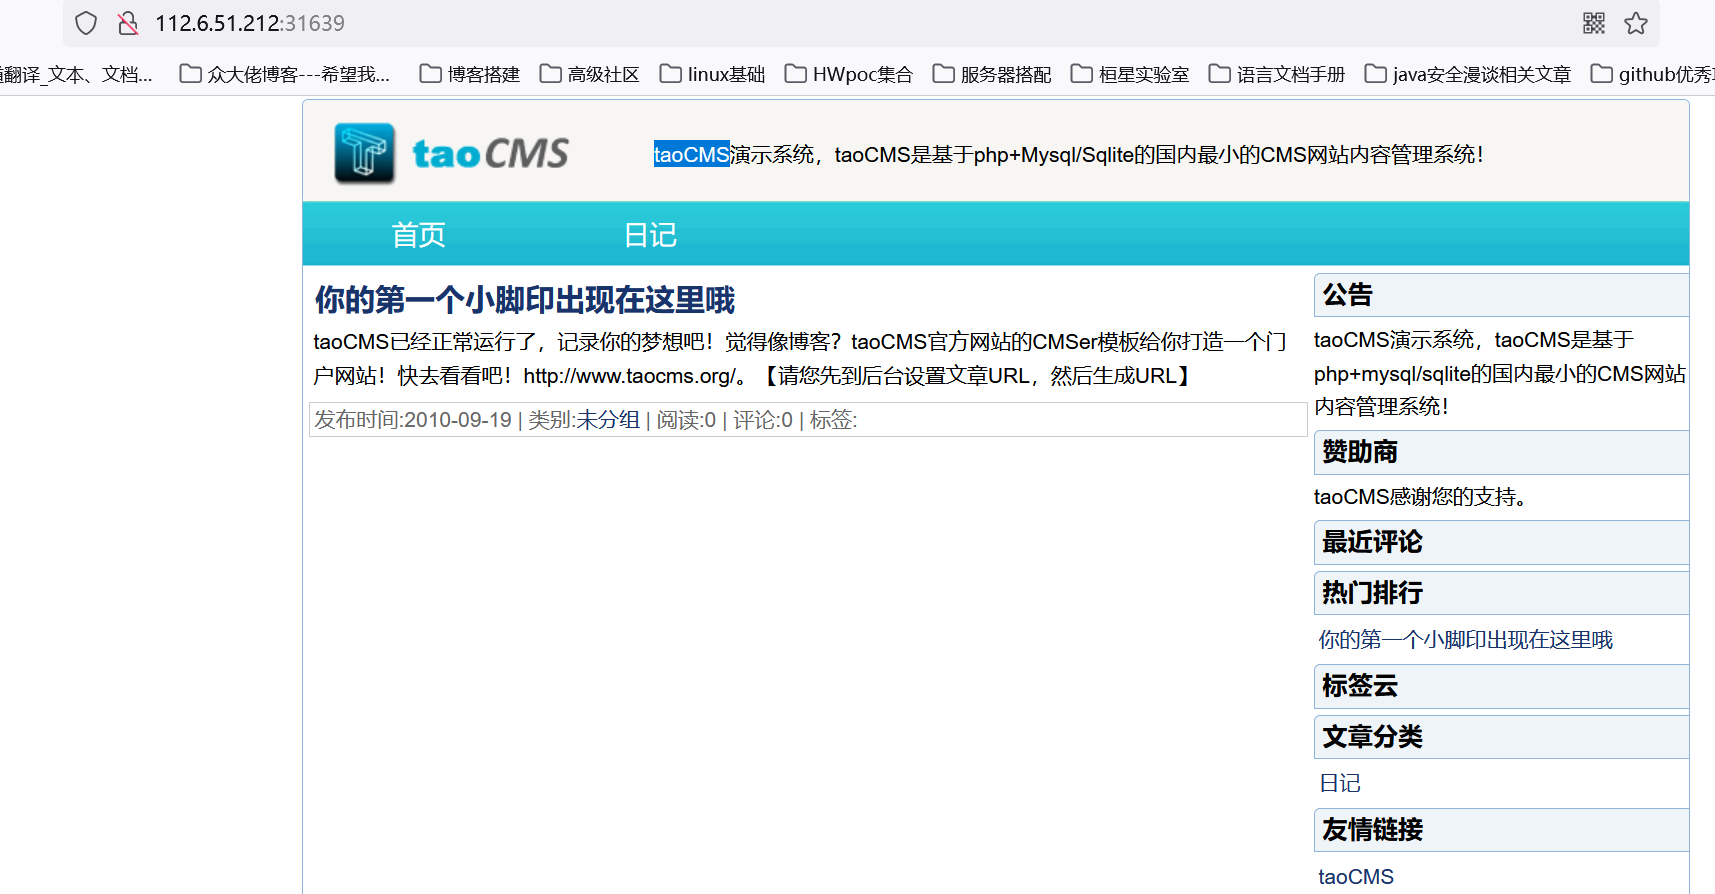 112.6.51.212:31639
翻译_文本、文档... 众大佬博客---希望我... 博客搭建 高级社区 linux基础 HWpoc集合 服务器搭配 桓星实验室 语言文档手册 java安全漫谈相关文章 github优秀
taoCMS taoCMS演示系统，taoCMS是基于php+Mysql/Sqlite的国内最小的CMS网站内容管理系统！
首页 日记
你的第一个小脚印出现在这里哦
taoCMS已经正常运行了，记录你的梦想吧！觉得像博客？taoCMS官方网站的CMSer模板给你打造一个门
户网站！快去看看吧！http://www.taocms.org/。【请您先到后台设置文章URL，然后生成URL】
发布时间:2010-09-19 | 类别:未分组 | 阅读:0 | 评论:0 | 标签:
公告
taoCMS演示系统，taoCMS是基于
php+mysql/sqlite的国内最小的CMS网站
内容管理系统！
赞助商
taoCMS感谢您的支持。
最近评论
热门排行
你的第一个小脚印出现在这里哦
标签云
文章分类
日记
友情链接
taoCMS